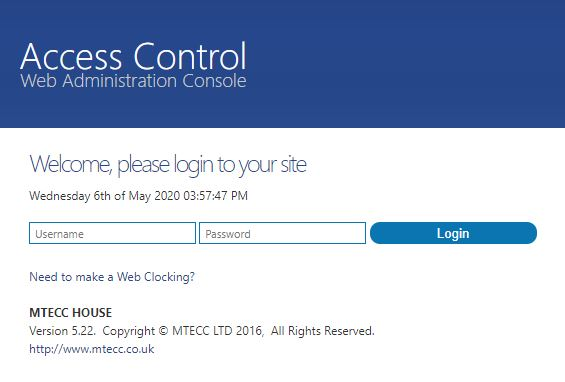 Access Control
Web Administration Console
Welcome, please login to your site
Wednesday 6th of May 2020 03:57:47 PM
Username Password Login
Need to make a Web Clocking?
MTECC HOUSE
Version 5.22. Copyright © MTECC LTD 2016, All Rights Reserved.
http://www.mtecc.co.uk